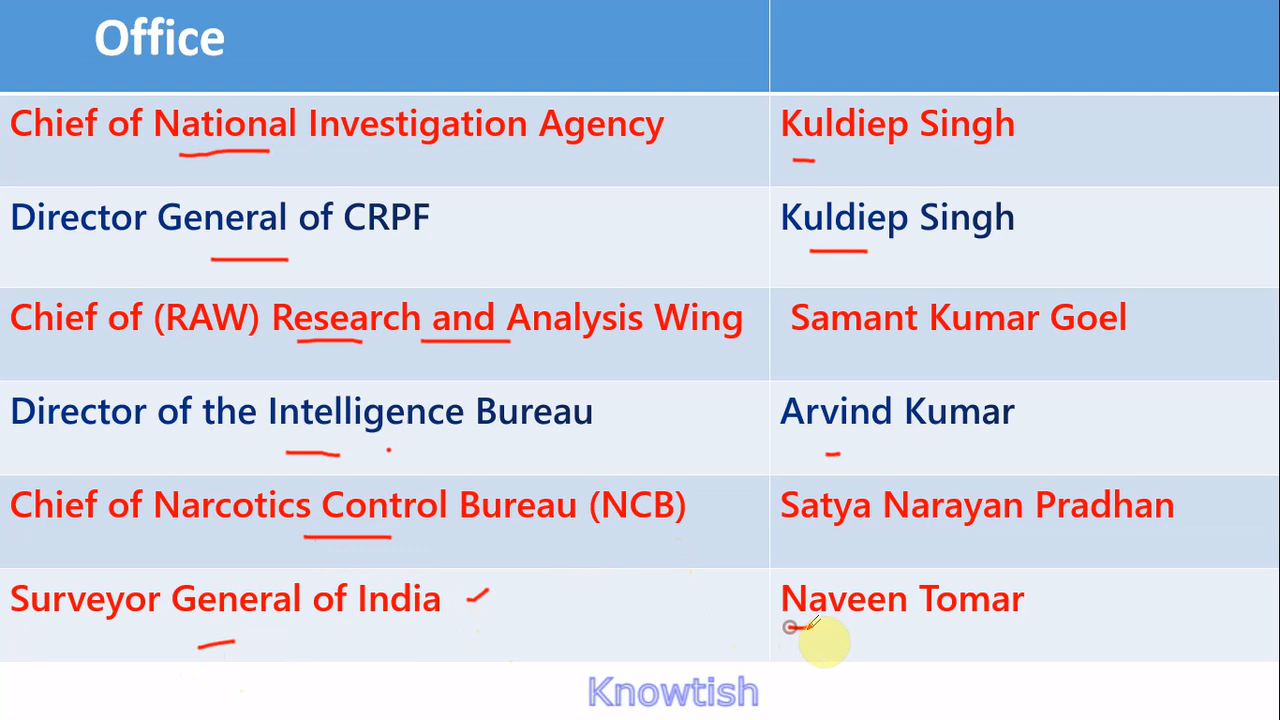 Office
Chief of National Investigation Agency Kuldiep Singh
Director General of CRPF Kuldiep Singh
Chief of (RAW) Research and Analysis Wing Samant Kumar Goel
Director of the Intelligence Bureau Arvind Kumar
Chief of Narcotics Control Bureau (NCB) Satya Narayan Pradhan
Surveyor General of India Naveen Tomar
Knowtish